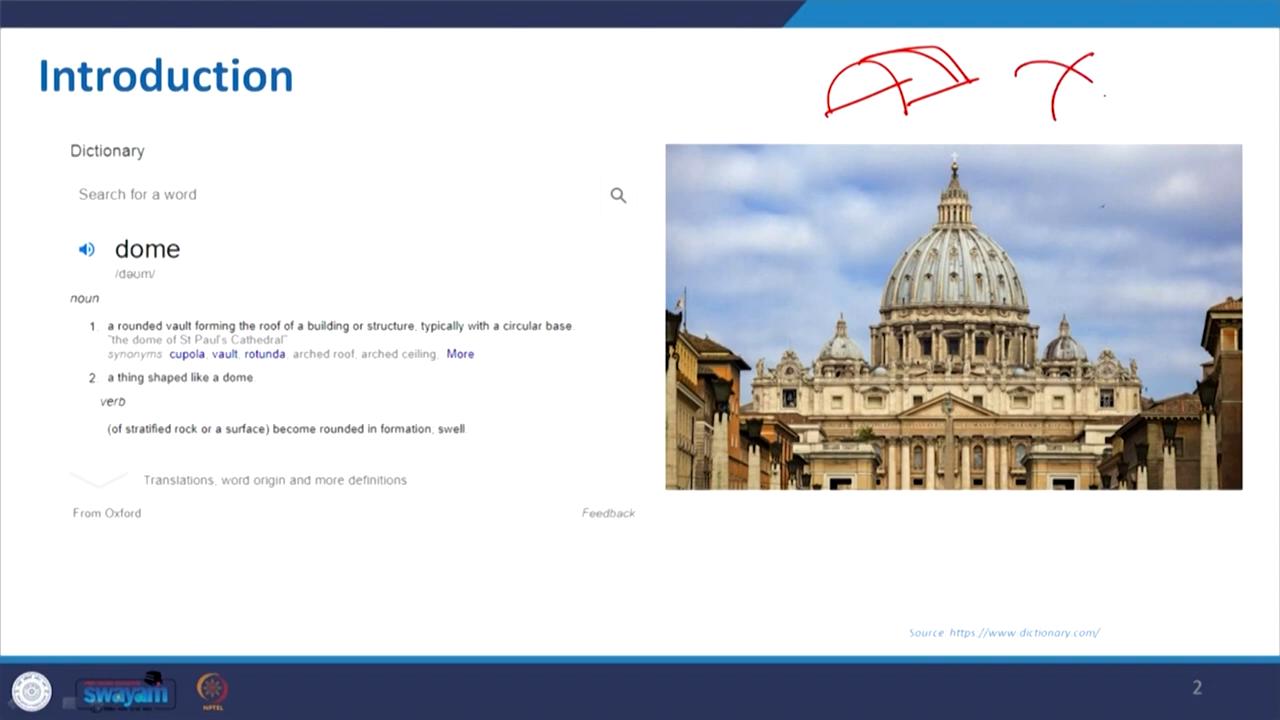 Introduction
Dictionary
Search for a word
dome
/dəʊm/
noun
1. a rounded vault forming the roof of a building or structure, typically with a circular base.
"the dome of St Paul's Cathedral"
synonyms cupola, vault, rotunda, arched roof, arched ceiling, More
2. a thing shaped like a dome
verb
(of stratified rock or a surface) become rounded in formation, swell
Translations, word origin and more definitions
From Oxford
Feedback
Source https://www.dictionary.com/
swayam
NPTEL
2